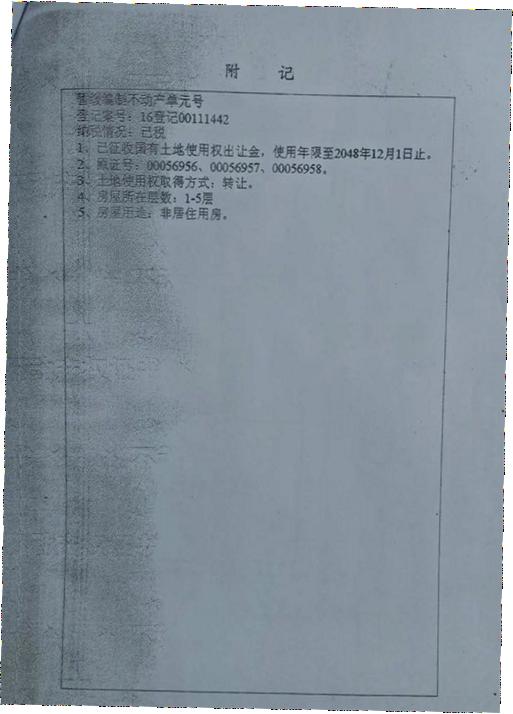 附 记
暂缓编制不动产单元号
登记案号：16登记00111442
纳税情况：已税
1、已征收国有土地使用权出让金，使用年限至2048年12月1日止。
2、原证号：00056956、00056957、00056958。
3、土地使用权取得方式：转让。
4、房屋所在层数：1-5层
5、房屋用途：非居住用房。